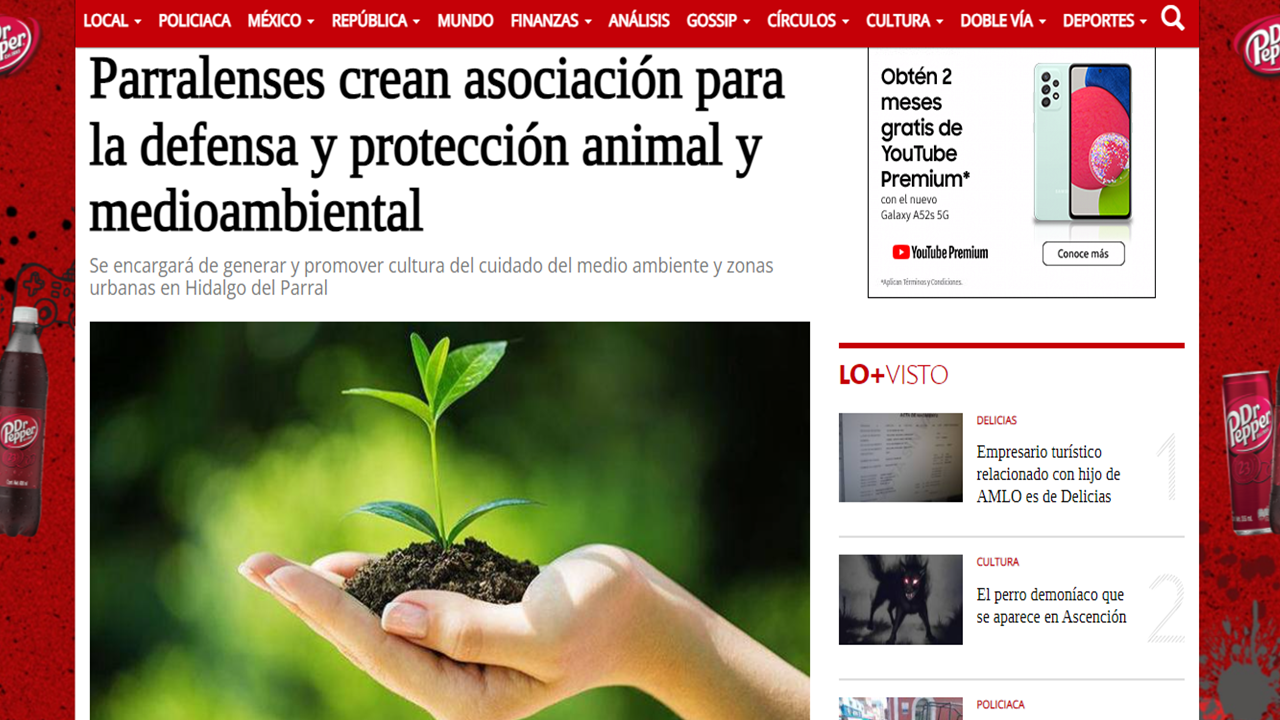 LOCAL POLICIACA MÉXICO REPÚBLICA MUNDO FINANZAS ANÁLISIS GOSSIP CÍRCULOS CULTURA DOBLE VÍA DEPORTES
Parralenses crean asociación para
la defensa y protección animal y
medioambiental
Se encargará de generar y promover cultura del cuidado del medio ambiente y zonas
urbanas en Hidalgo del Parral
Obtén 2
meses
gratis de
YouTube
Premium*
con el nuevo
Galaxy A52s 5G
YouTube Premium
Conoce más
*Aplican Términos y Condiciones.
LO+VISTO
DELICIAS
Empresario turístico
relacionado con hijo de
AMLO es de Delicias
1
CULTURA
El perro demoníaco que
se aparece en Ascención
2
POLICIACA
Dr
Pepper
Dr
Pepper
23
Dr
Pepper